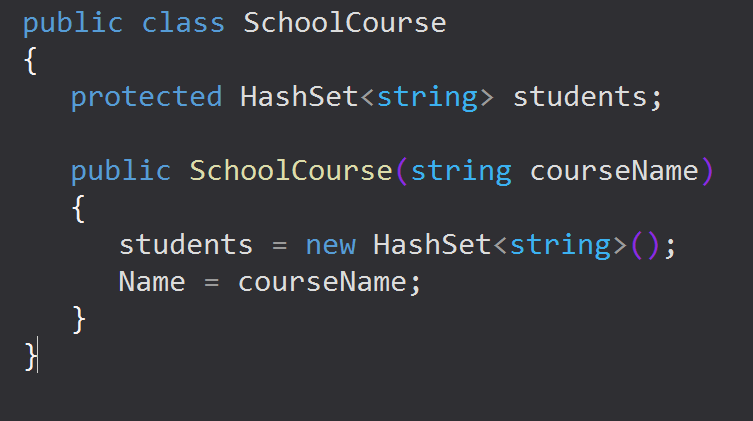 public class SchoolCourse
{
protected HashSet<string> students;
public SchoolCourse(string courseName)
{
students = new HashSet<string>();
Name = courseName;
}
}